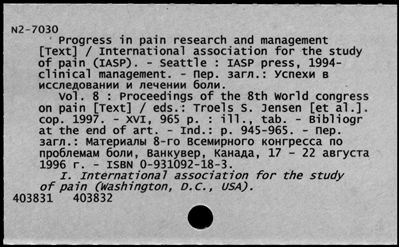 N2-7030
Progress in pain research and management
[Text] / International association for the study
of pain (IASP). - Seattle : IASP press, 1994-
clinical management. - Пер. загл.: Успехи в
исследовании и лечении боли.
Vol. 8 : Proceedings of the 8th World congress
on pain [Text] / eds.: Troels S. Jensen [et al.].
cop. 1997. - XVI, 965 p. : ill., tab. - Bibliogr
at the end of art. - Ind.: p. 945-965. - Пер.
загл.: Материалы 8-го Всемирного конгресса по
проблемам боли, Ванкувер, Канада, 17 - 22 августа
1996 г. - ISBN 0-931092-18-3.
I. International association for the study
of pain (Washington, D.C., USA).
403831 403832